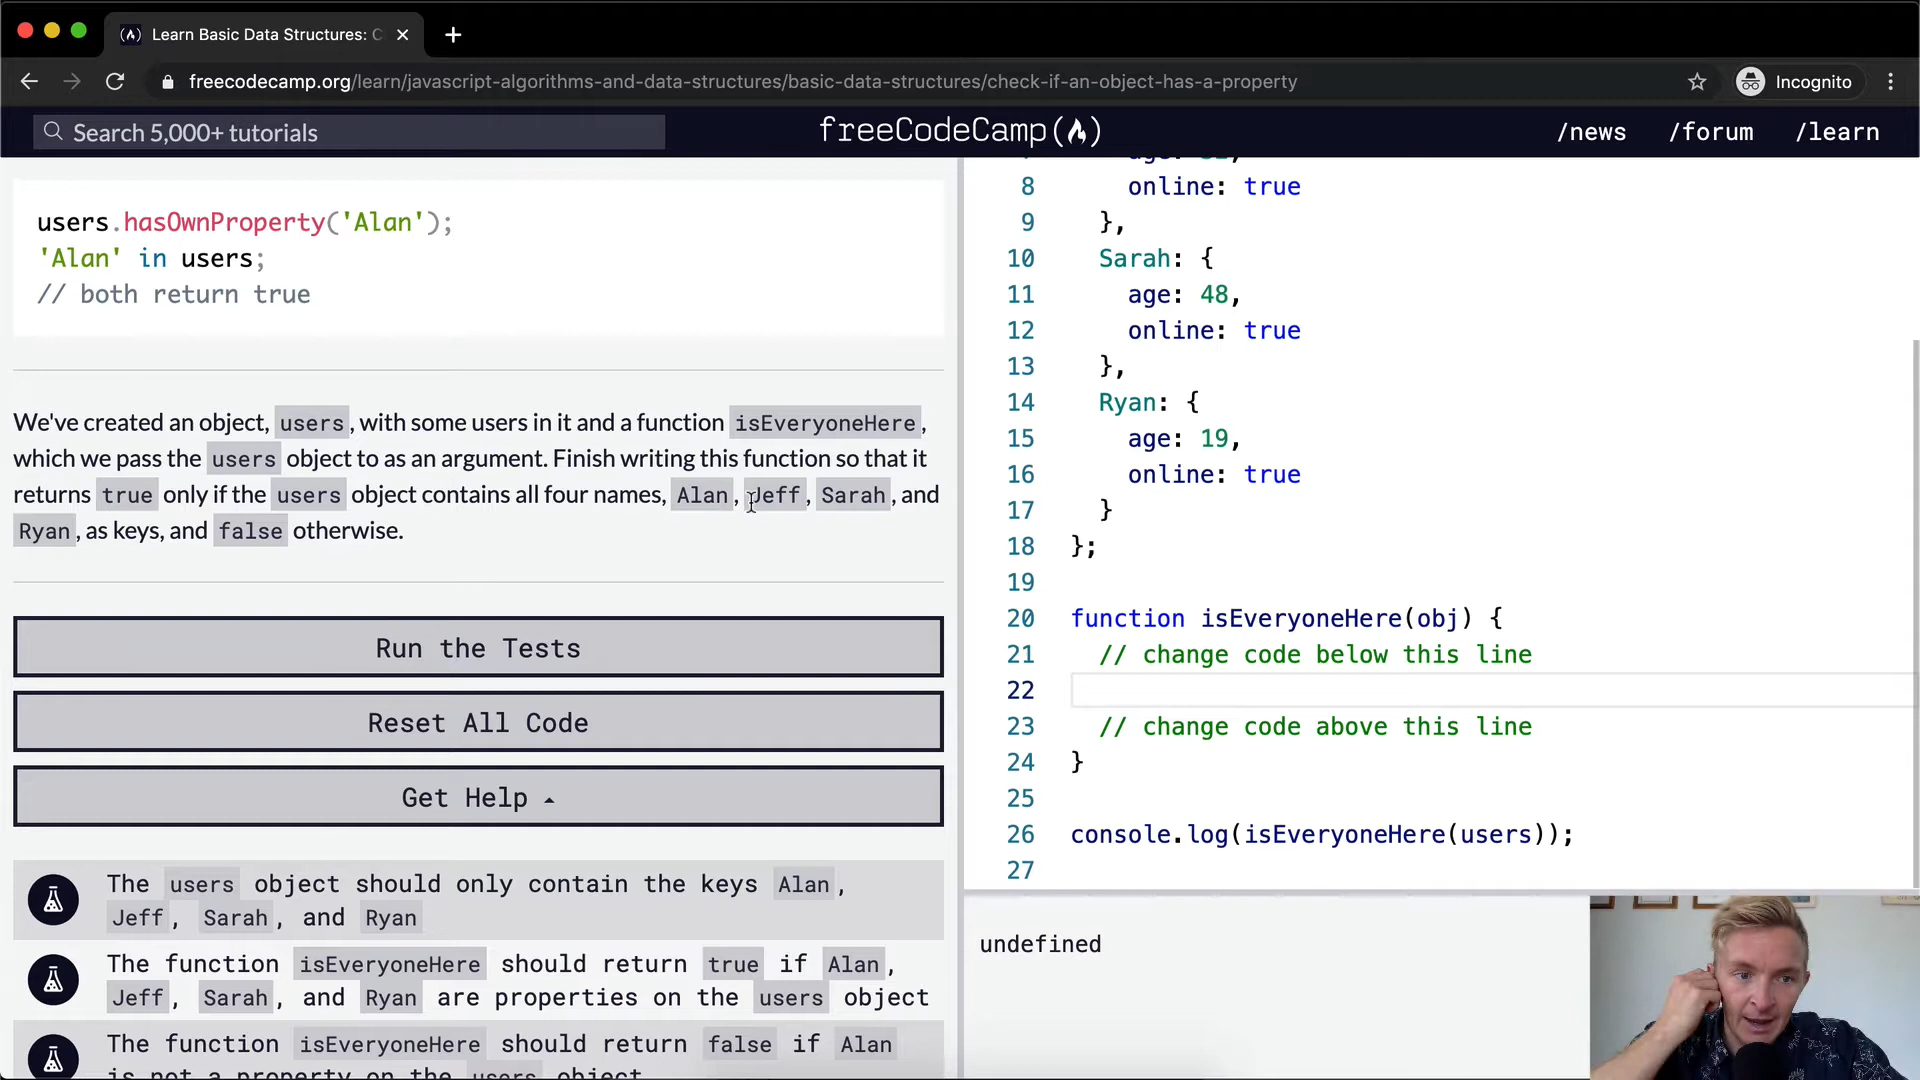 Learn Basic Data Structures: C
freecodecamp.org/learn/javascript-algorithms-and-data-structures/basic-data-structures/check-if-an-object-has-a-property
Incognito
Search 5,000+ tutorials
freeCodeCamp
/news
/forum
/learn
users.hasOwnProperty('Alan');
'Alan' in users;
// both return true
We've created an object, users, with some users in it and a function isEveryoneHere,
which we pass the users object to as an argument. Finish writing this function so that it
returns true only if the users object contains all four names, Alan, Jeff, Sarah, and
Ryan, as keys, and false otherwise.
Run the Tests
Reset All Code
Get Help
The users object should only contain the keys Alan,
Jeff, Sarah, and Ryan
The function isEveryoneHere should return true if Alan,
Jeff, Sarah, and Ryan are properties on the users object
The function isEveryoneHere should return false if Alan
is not a property on the users object
age:
8 online: true
9 },
10 Sarah: {
11 age: 48,
12 online: true
13 },
14 Ryan: {
15 age: 19,
16 online: true
17 }
18 };
19
20 function isEveryoneHere(obj) {
21 // change code below this line
22
23 // change code above this line
24 }
25
26 console.log(isEveryoneHere(users));
27
undefined